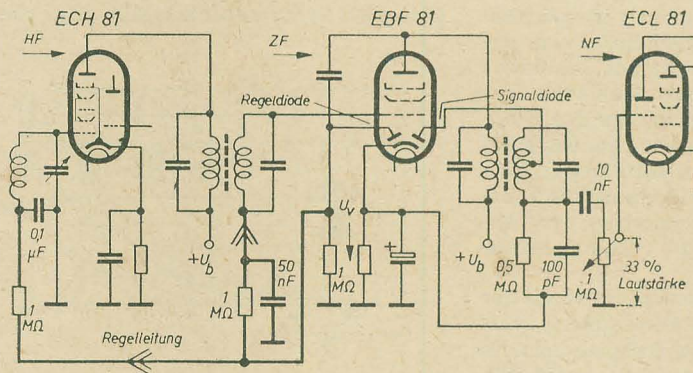 ECH 81
EBF 81
ECL 81
HF
ZF
NF
Regeldiode
Signaldiode
10
nF
0,1
µF
+Ub
50
nF
Uv
+
+Ub
0,5
MΩ
100
pF
1
MΩ
33 %
Lautstärke
1
MΩ
1
MΩ
1
MΩ
Regelleitung